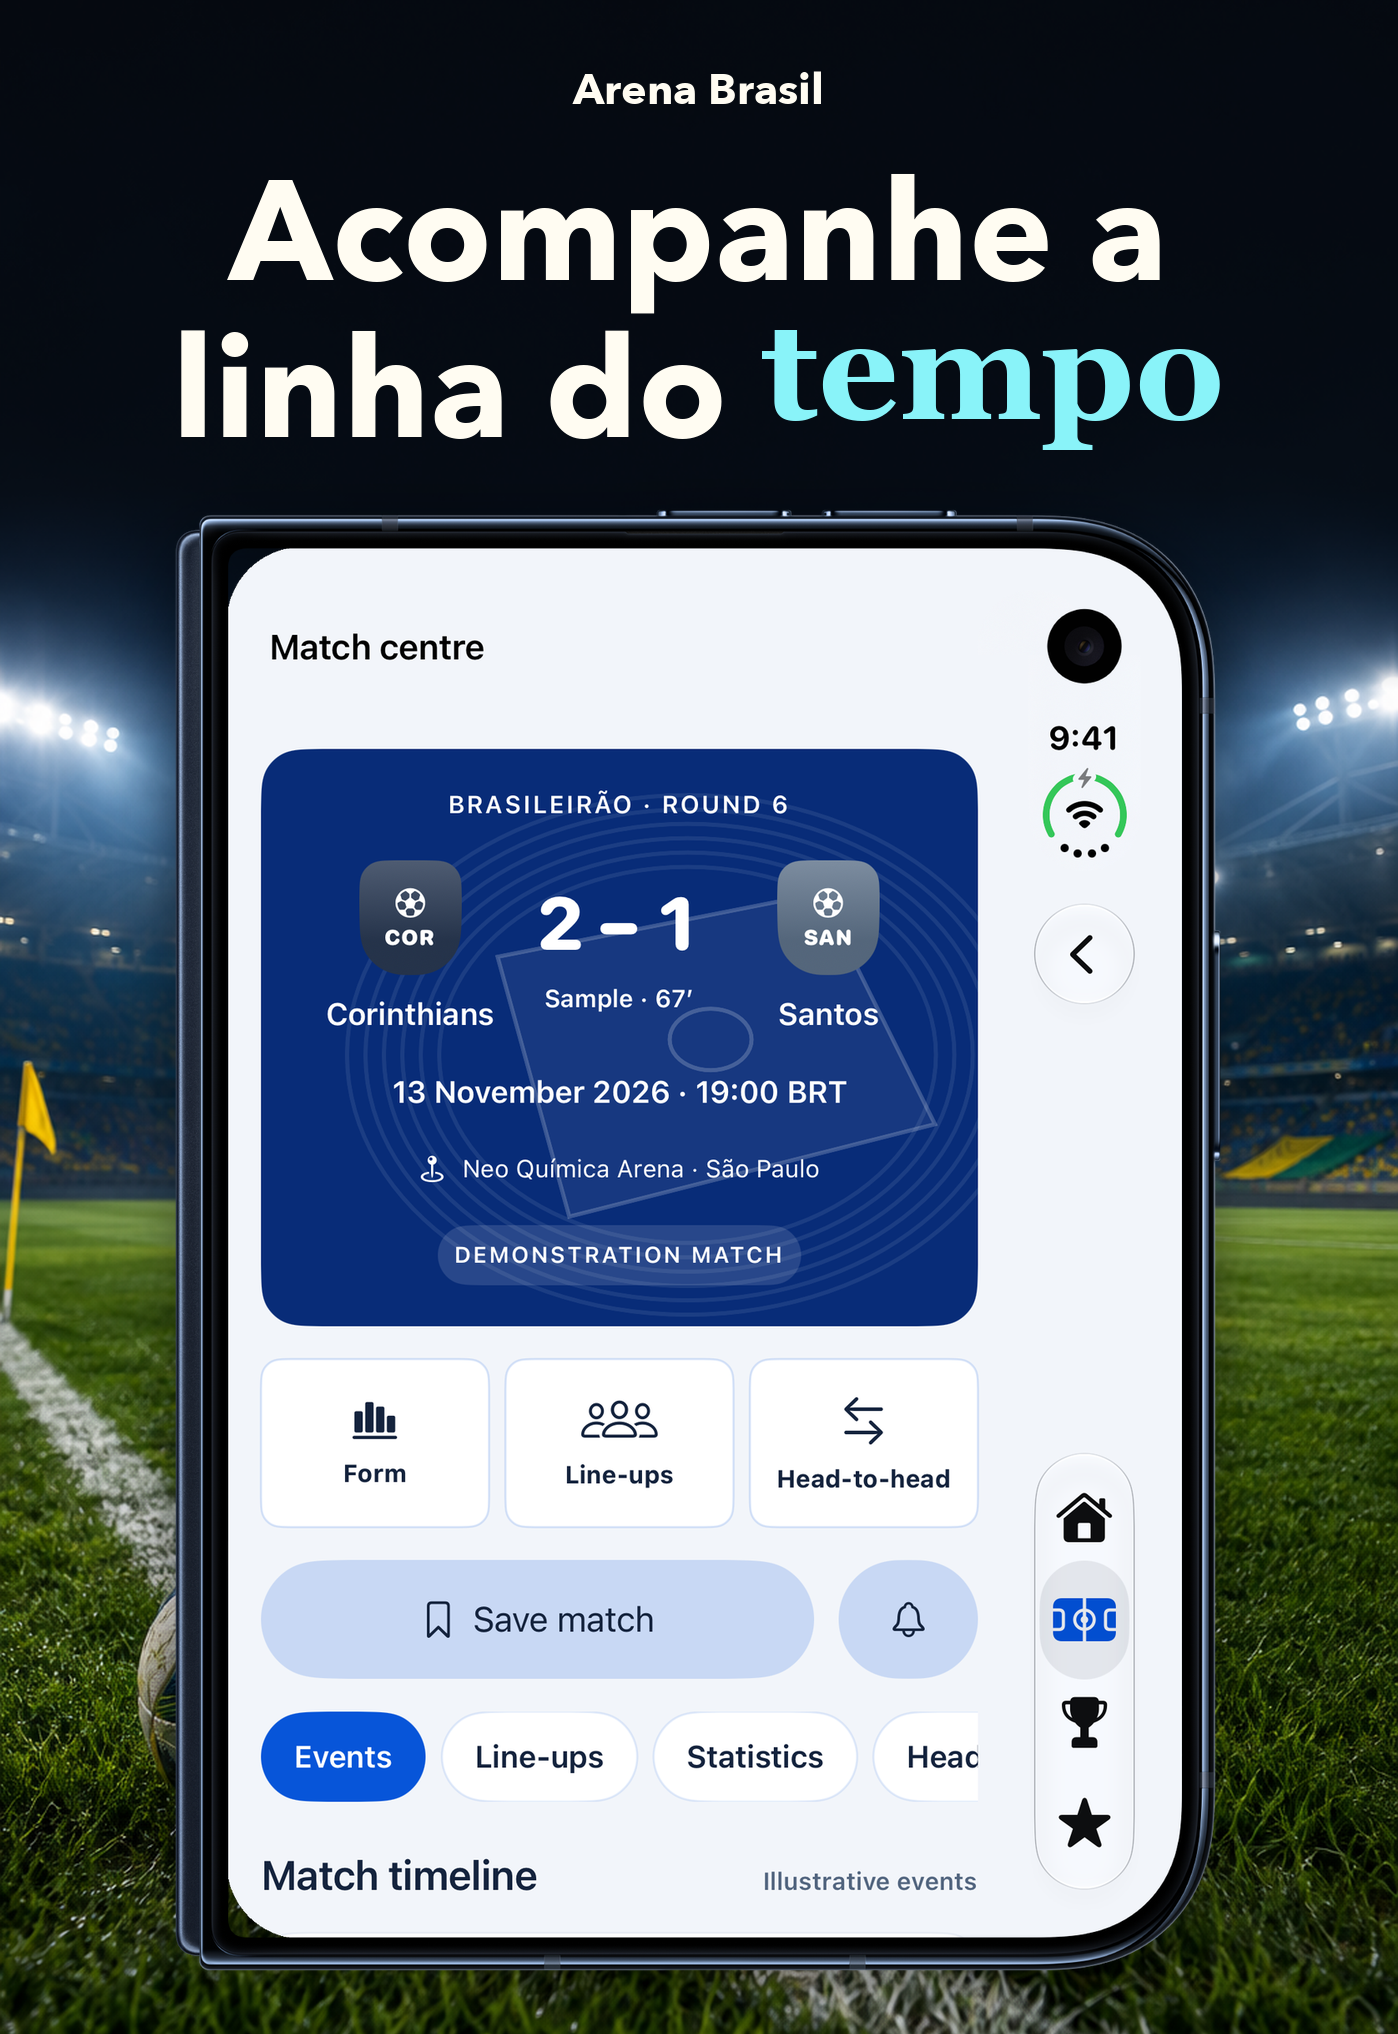 Arena Brasil
Acompanhe a
linha do tempo
Match centre
9:41
BRASILEIRÃO · ROUND 6
COR
2 – 1
SAN
Corinthians
Sample · 67′
Santos
13 November 2026 · 19:00 BRT
Neo Química Arena · São Paulo
DEMONSTRATION MATCH
Form
Line-ups
Head-to-head
Save match
Events
Line-ups
Statistics
Head
Match timeline
Illustrative events